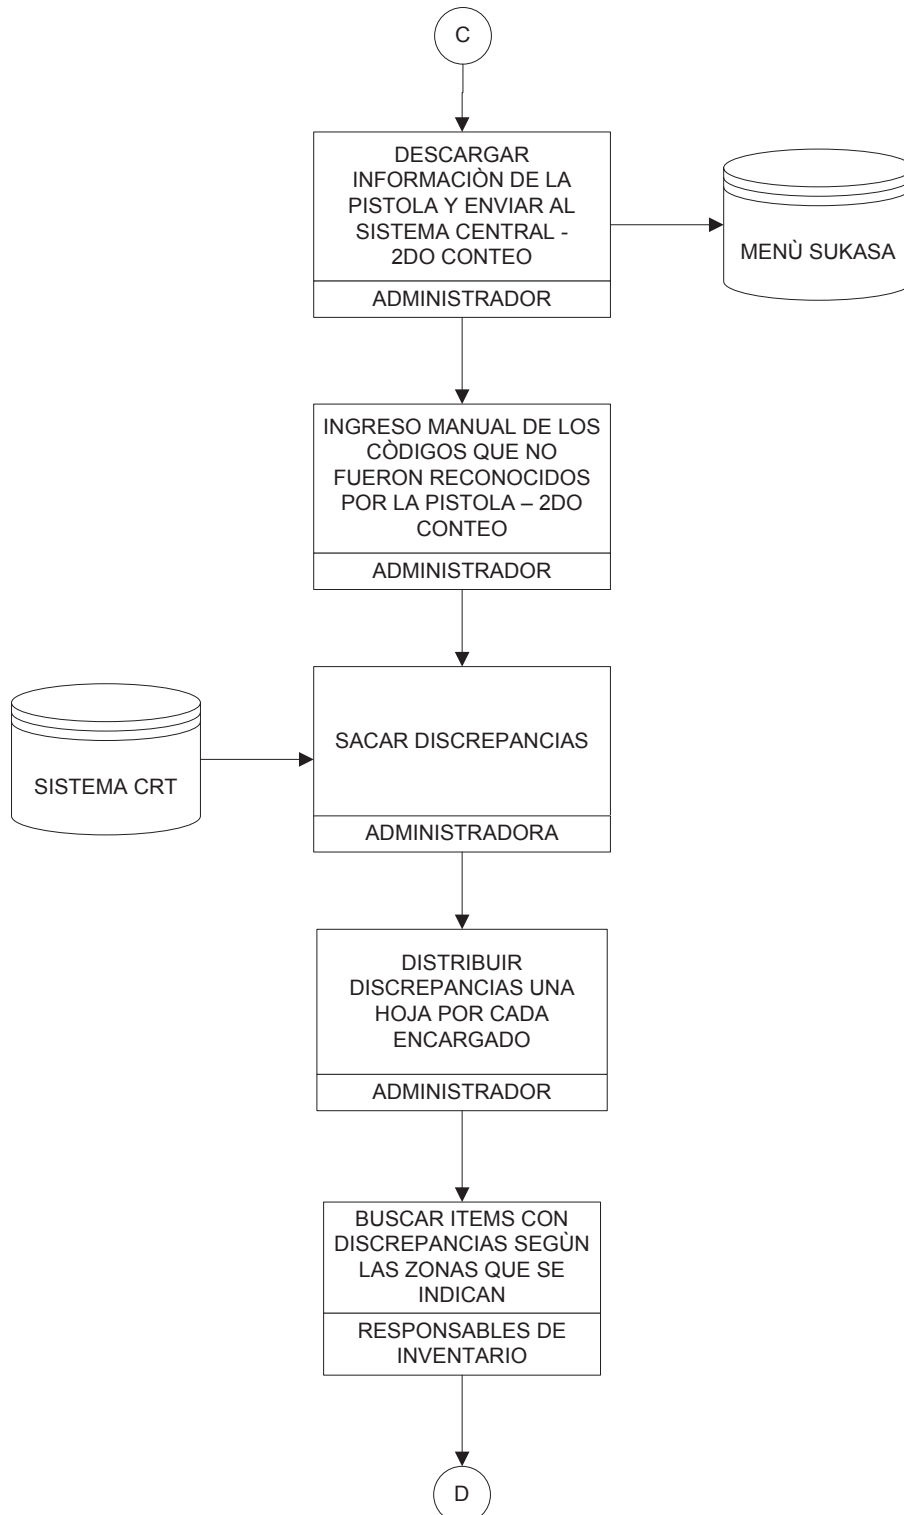 C
DESCARGAR
INFORMACIÒN DE LA
PISTOLA Y ENVIAR AL
SISTEMA CENTRAL -
2DO CONTEO
ADMINISTRADOR
MENÙ SUKASA
INGRESO MANUAL DE LOS
CÒDIGOS QUE NO
FUERON RECONOCIDOS
POR LA PISTOLA – 2DO
CONTEO
ADMINISTRADOR
SISTEMA CRT
SACAR DISCREPANCIAS
ADMINISTRADORA
DISTRIBUIR
DISCREPANCIAS UNA
HOJA POR CADA
ENCARGADO
ADMINISTRADOR
BUSCAR ITEMS CON
DISCREPANCIAS SEGÙN
LAS ZONAS QUE SE
INDICAN
RESPONSABLES DE
INVENTARIO
D